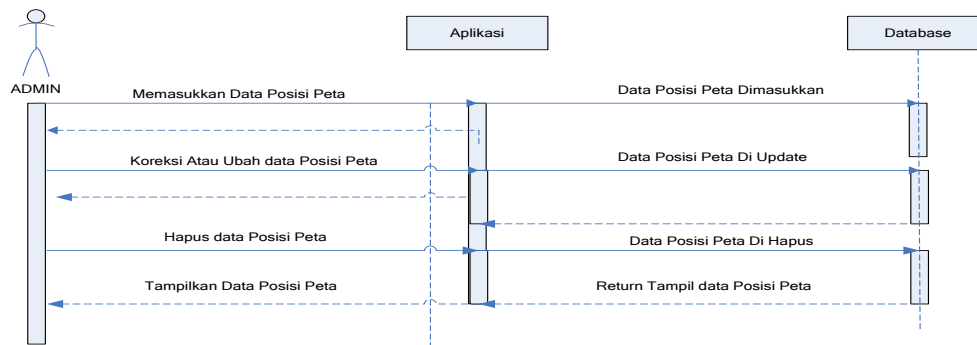 Aplikasi
Database
ADMIN
Memasukkan Data Posisi Peta
Data Posisi Peta Dimasukkan
Koreksi Atau Ubah data Posisi Peta
Data Posisi Peta Di Update
Hapus data Posisi Peta
Data Posisi Peta Di Hapus
Tampilkan Data Posisi Peta
Return Tampil data Posisi Peta